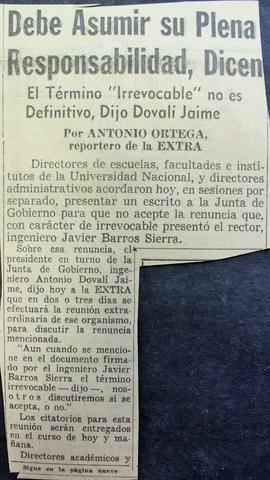 Debe Asumir su Plena
Responsabilidad, Dicen
El Término "Irrevocable" no es
Definitivo, Dijo Dovalí Jaime
Por ANTONIO ORTEGA,
reportero de la EXTRA
Directores de escuelas, facultades e insti-
tutos de la Universidad Nacional, y directores
administrativos acordaron hoy, en sesiones por
separado, presentar un escrito a la Junta de
Gobierno para que no acepte la renuncia que,
con carácter de irrevocable presentó el rector,
ingeniero Javier Barros Sierra.
Sobre esa renuncia, el
presidente en turno de la
Junta de Gobierno, inge-
niero Antonio Dovalí Jai-
me, dijo hoy a la EXTRA
que en dos o tres días se
efectuará la reunión extra-
ordinaria de ese organismo,
para discutir la renuncia
mencionada.
"Aun cuando se mencio-
ne en el documento firma-
do por el ingeniero Javier
Barros Sierra el término
irrevocable —dijo—, nos-
otros discutiremos si
se acepta, o no."
Los citatorios para esta
reunión serán entregados
en el curso de hoy y ma-
ñana.
Directores académicos y
Sigue en la página nueve